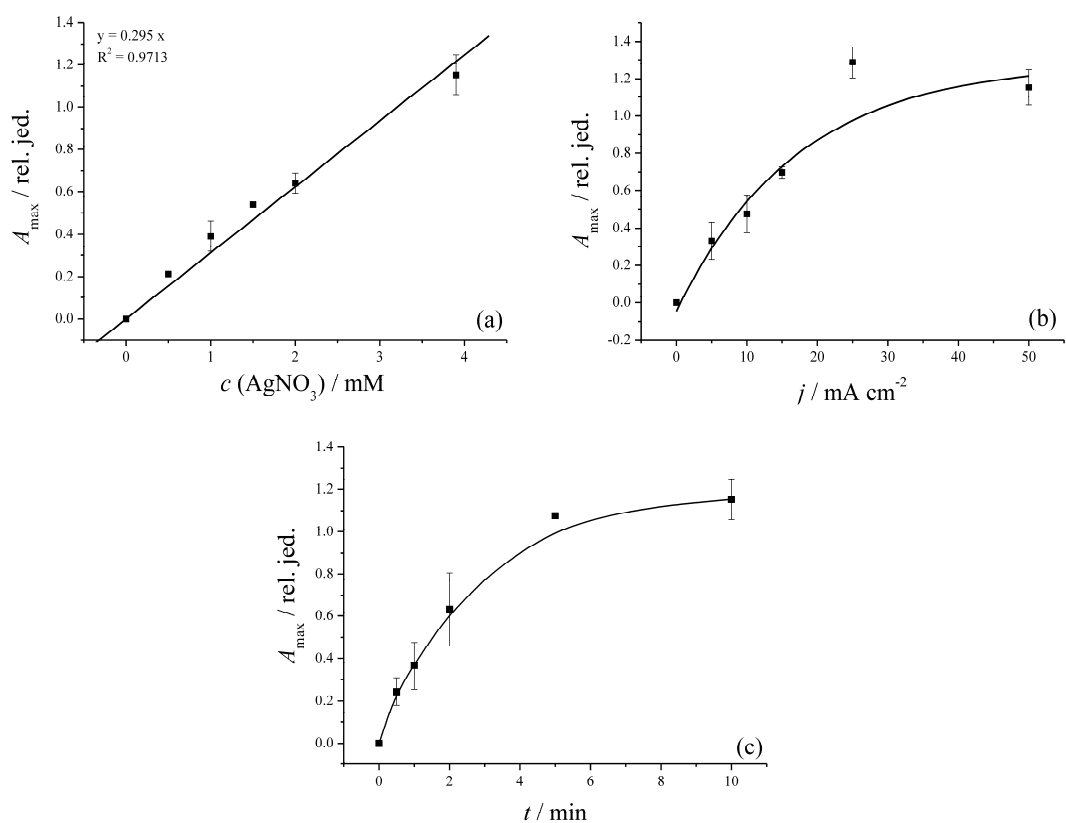 y = 0.295 x
R² = 0.9713
1.4
1.2
1.0
0.8
0.6
0.4
0.2
0.0
A_max / rel. jed.
0 1 2 3 4
c (AgNO₃) / mM
(a)
1.4
1.2
1.0
0.8
0.6
0.4
0.2
0.0
-0.2
A_max / rel. jed.
0 10 20 30 40 50
j / mA cm⁻²
(b)
1.4
1.2
1.0
0.8
0.6
0.4
0.2
0.0
A_max / rel. jed.
0 2 4 6 8 10
t / min
(c)